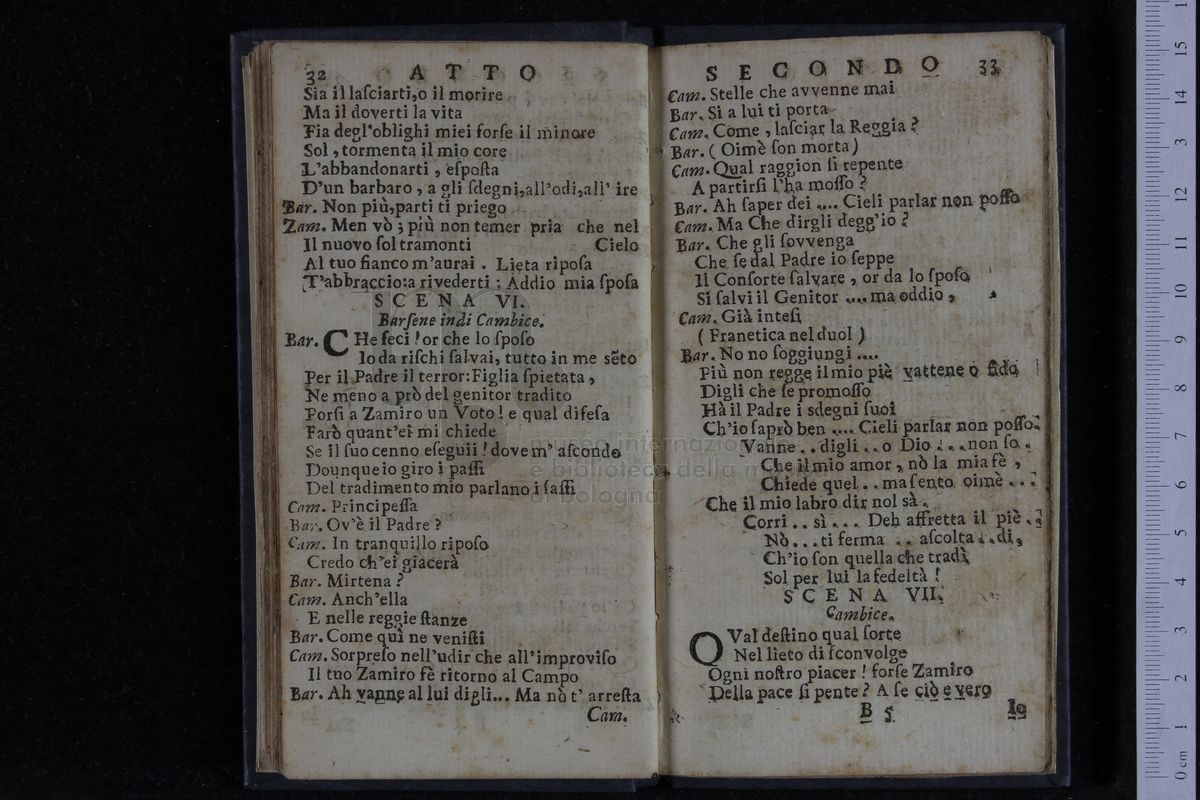 32 ATTO
Sia il laſciarti,o il morire
Ma il doverti la vita
Fia degl'oblighi miei forſe il minore
Sol , tormenta il mio core
L'abbandonarti , eſpoſta
D'un barbaro , a gli ſdegni,all'odi,all' ire
Bar. Non più,parti ti priego
Zam. Men vò ; più non temer pria che nel
Il nuovo ſol tramonti Cielo
Al tuo fianco m'aurai . Lieta ripoſa
T'abbraccio:a rivederti : Addio mia ſpoſa
SCENA VI.
Barſene indi Cambice.
Bar. CHe feci ! or che lo ſpoſo
Io da riſchi ſalvai, tutto in me sẽto
Per il Padre il terror:Figlia ſpietata ,
Ne meno a prò del genitor tradito
Porſi a Zamiro un Voto! e qual difeſa
Farò quant'ei mi chiede
Se il ſuo cenno eſeguii ! dove m' aſcondo
Dounque io giro i paſſi
Del tradimento mio parlano i ſaſſi
Cam. Principeſſa
Bar. Ov'è il Padre ?
Cam. In tranquillo ripoſo
Credo ch'ei giacerà
Bar. Mirtena ?
Cam. Anch'ella
E nelle reggie ſtanze
Bar. Come quì ne veniſti
Cam. Sorpreſo nell'udir che all'improviſo
Il tuo Zamiro fè ritorno al Campo
Bar. Ah vanne al lui digli... Ma nò t' arreſta
Cam.
SECONDO 33
Cam. Stelle che avvenne mai
Bar. Si a lui ti porta
Cam. Come , laſciar la Reggia ?
Bar. ( Oimè ſon morta )
Cam. Qual raggion ſi repente
A partirſi l'ha moſſo ?
Bar. Ah ſaper dei .... Cieli parlar non poſſo
Cam. Ma Che dirgli degg'io ?
Bar. Che gli ſovvenga
Che ſe dal Padre io ſeppe
Il Conſorte ſalvare , or da lo ſpoſo
Si ſalvi il Genitor .... ma oddio ,
Cam. Già inteſi
( Franetica nel duol )
Bar. No no ſoggiungi ....
Più non regge il mio piè vattene o fido
Digli che ſe promoſſo
Hà il Padre i sdegni ſuoi
Ch'io ſaprò ben .... Cieli parlar non poſſo.
Vanne . . digli . . o Dio . . . non ſo .
Che il mio amor , nò la mia fè ,
Chiede quel . . ma ſento oimè . . .
Che il mio labro dir nol sà .
Corri . . sì . . . Deh affretta il piè . .
Nò . . . ti ferma . . aſcolta . . di ,
Ch'io ſon quella che tradì
Sol per lui la fedeltà !
SCENA VII.
Cambice.
QVal deſtino qual ſorte
Nel lieto di ſconvolge
Ogni noſtro piacer ! forſe Zamiro
Della pace ſi pente ? A ſe ciò e vero
B 5 Io
museo internazionale
e biblioteca della musica
di bologna